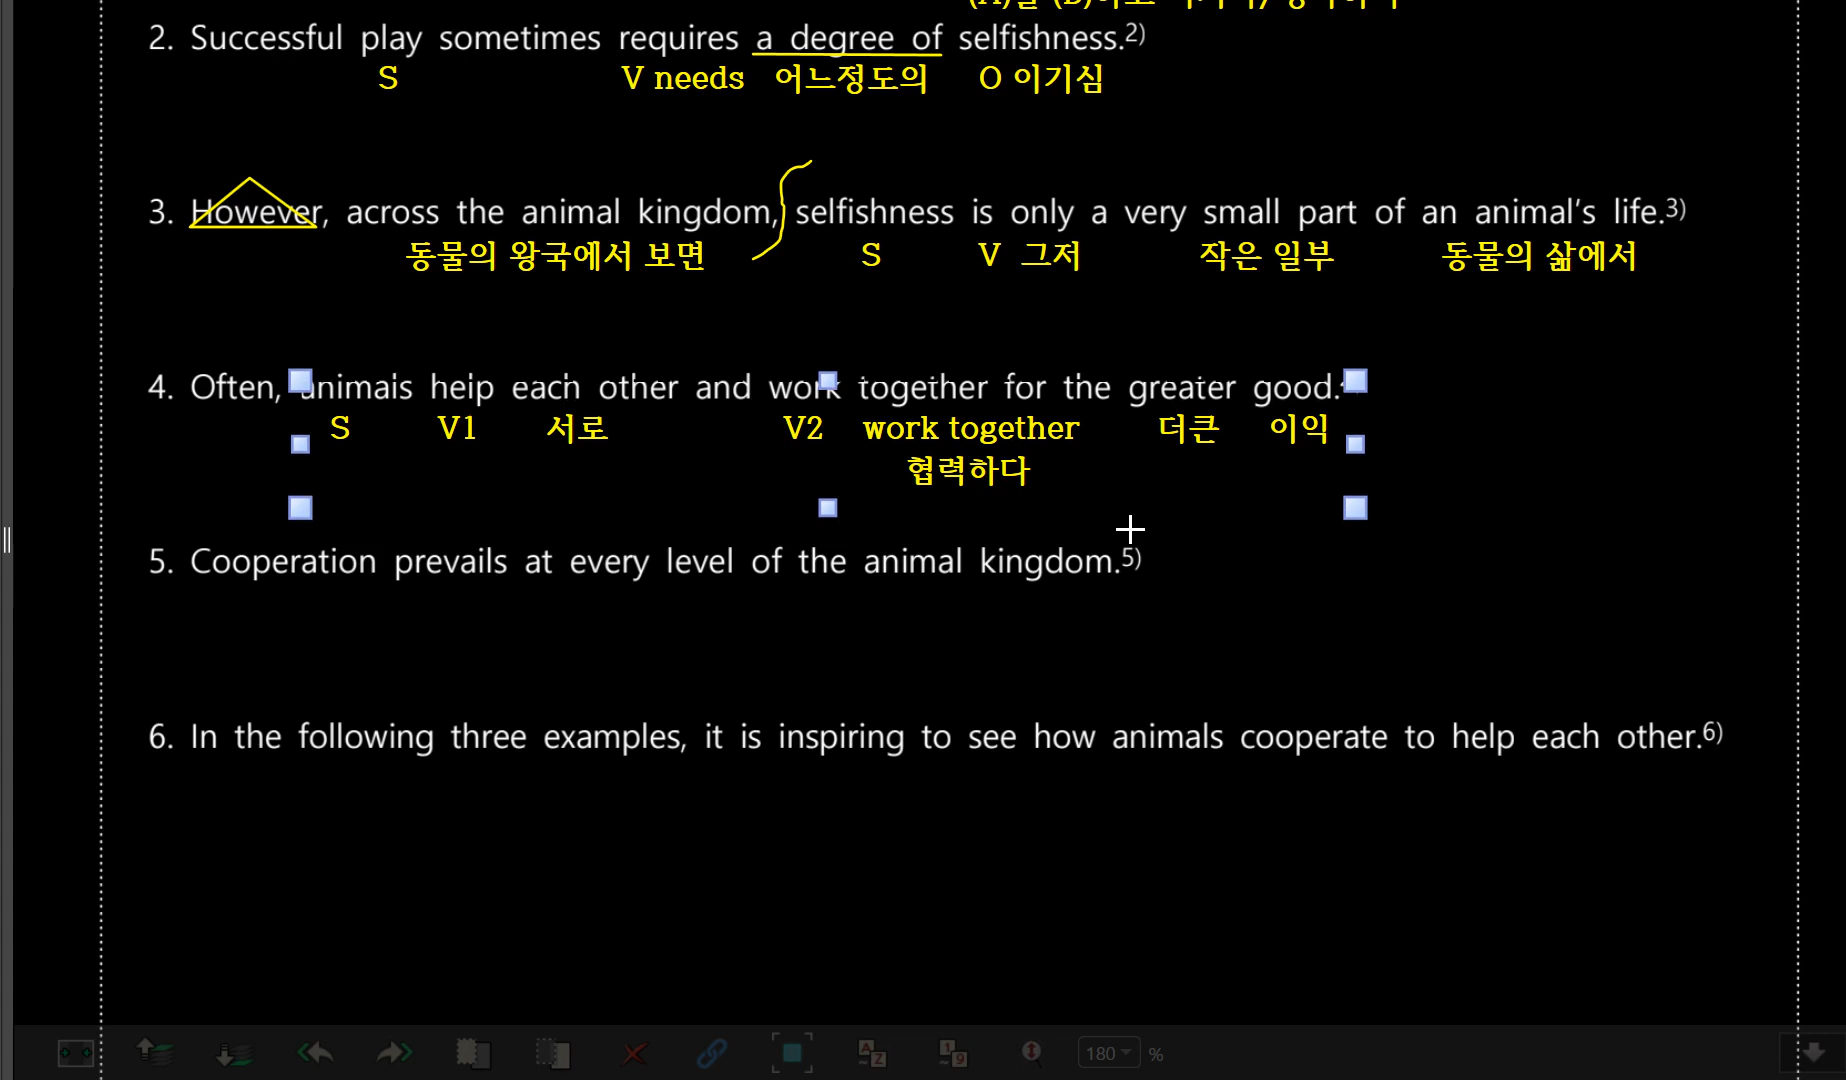 2. Successful play sometimes requires a degree of selfishness.2)
S V needs 어느정도의 O 이기심
3. However, across the animal kingdom, selfishness is only a very small part of an animal's life.3)
동물의 왕국에서 보면 S V 그저 작은 일부 동물의 삶에서
4. Often, animals help each other and work together for the greater good.
S V1 서로 V2 work together 더큰 이익
협력하다
5. Cooperation prevails at every level of the animal kingdom.5)
6. In the following three examples, it is inspiring to see how animals cooperate to help each other.6)
180 %